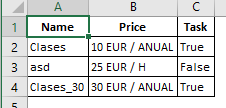 A B C
1 Name Price Task
2 Clases 10 EUR / ANUAL True
3 asd 25 EUR / H False
4 Clases_30 30 EUR / ANUAL True